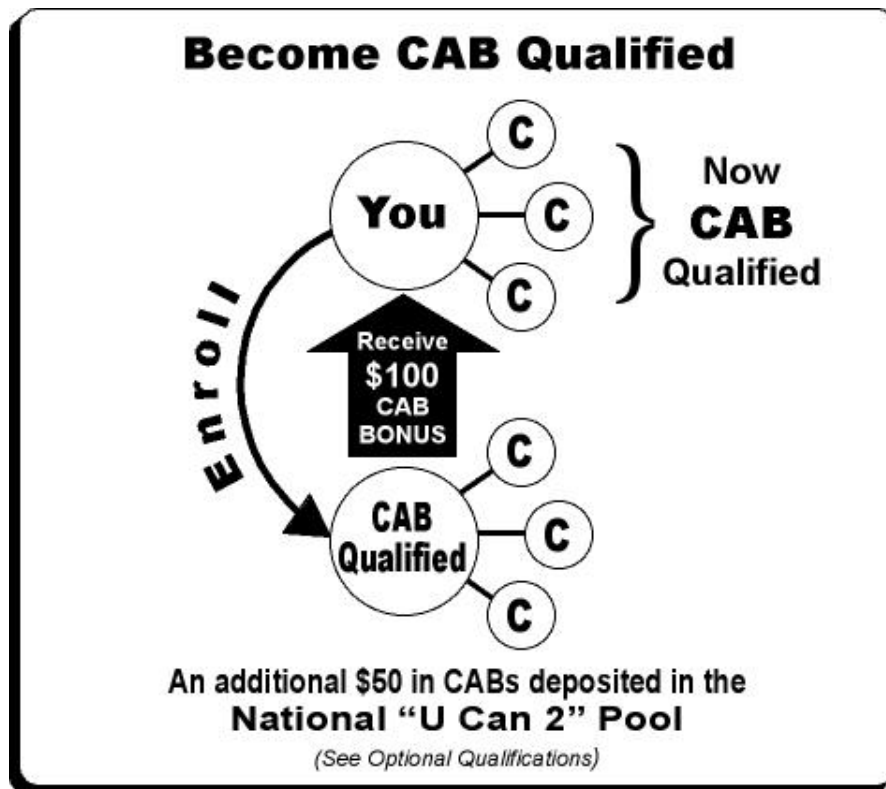 Become CAB Qualified
C
You
C
C
Now
CAB
Qualified
Enroll
Receive
$100
CAB
BONUS
C
CAB
Qualified
C
C
An additional $50 in CABs deposited in the
National “U Can 2” Pool
(See Optional Qualifications)